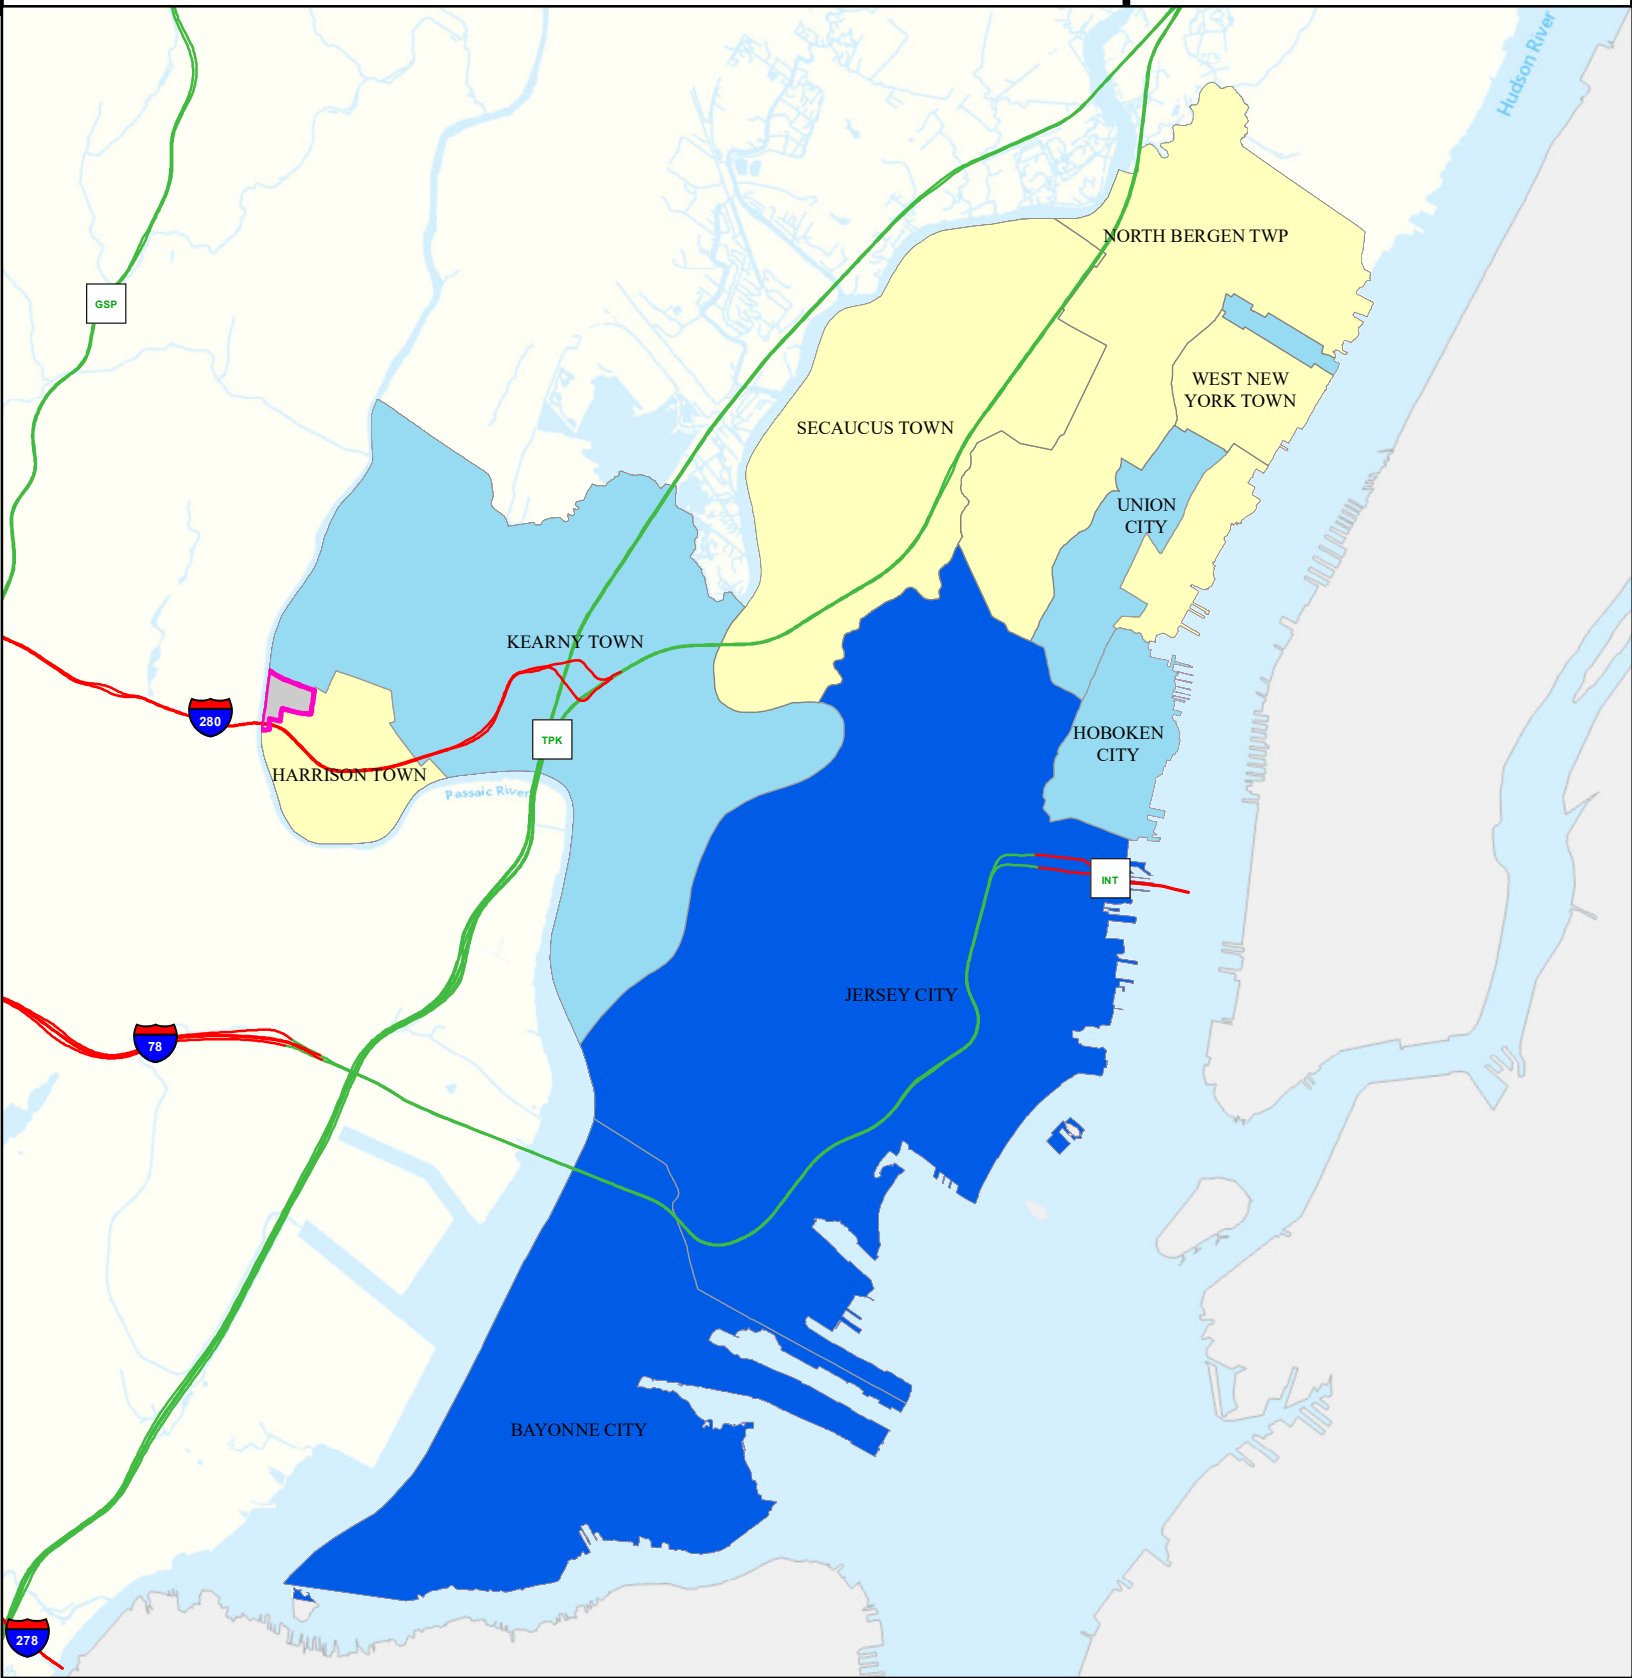 Hudson River
NORTH BERGEN TWP
GSP
WEST NEW
YORK TOWN
SECAUCUS TOWN
UNION
CITY
KEARNY TOWN
280
TPK
HOBOKEN
CITY
HARRISON TOWN
Passaic River
INT
JERSEY CITY
78
BAYONNE CITY
278